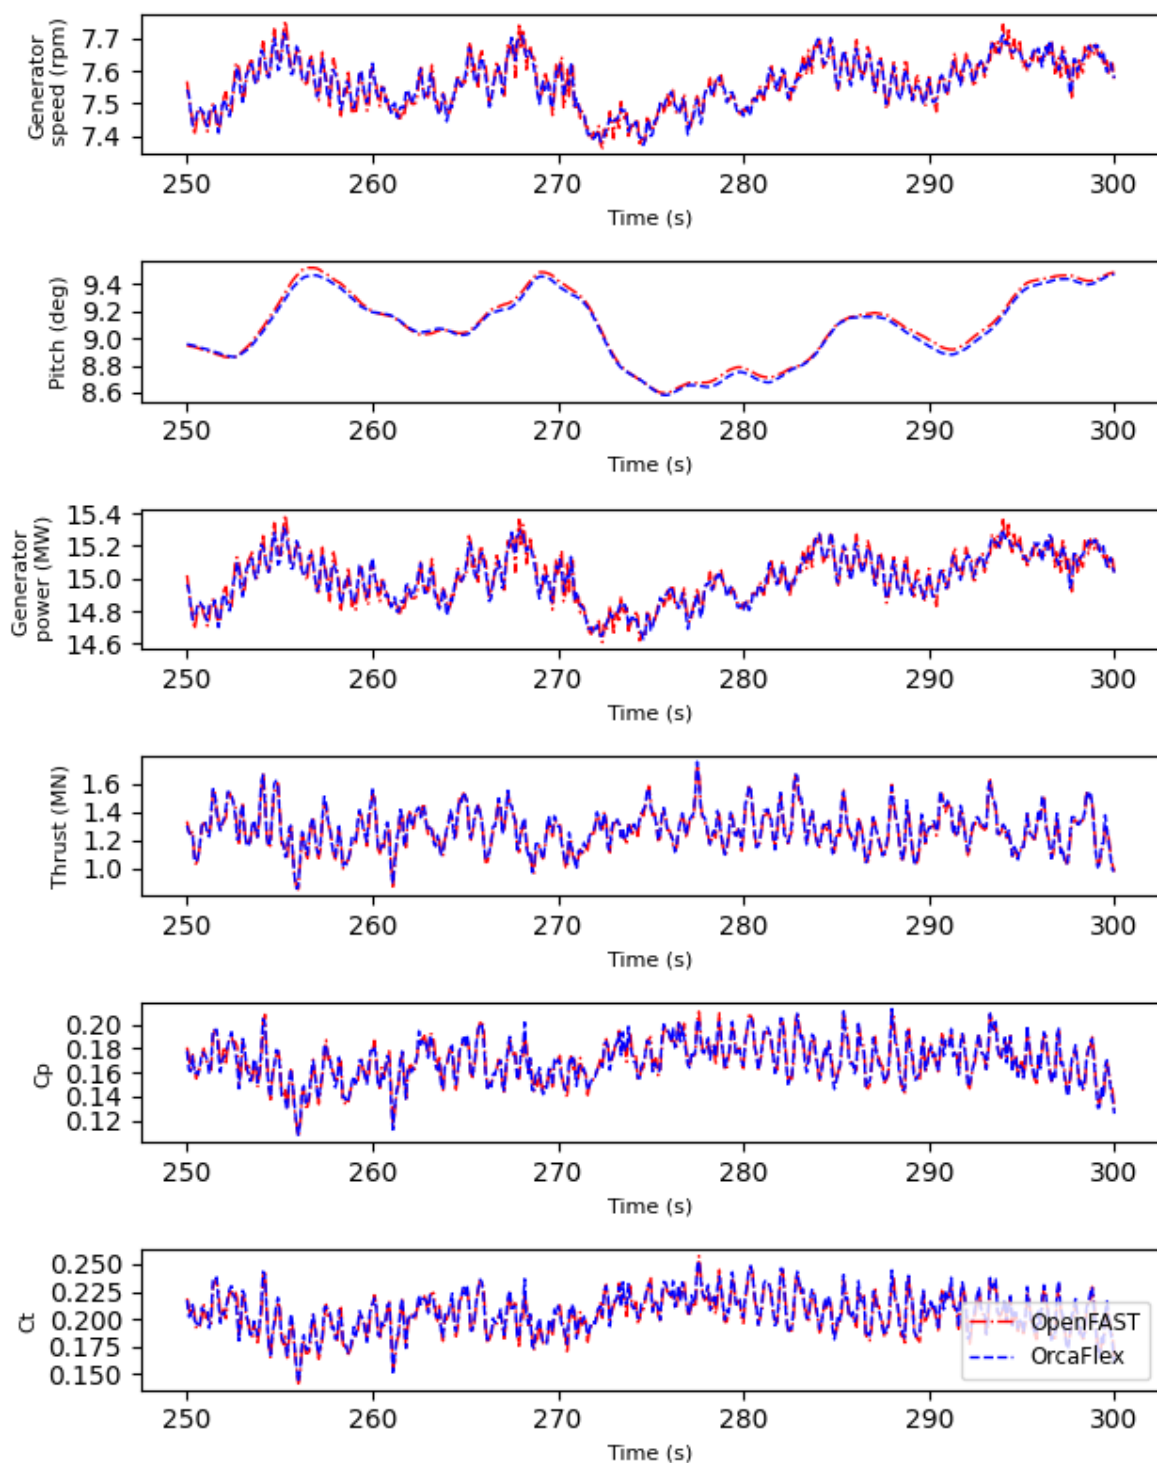 Generator
speed (rpm)
7.7
7.6
7.5
7.4
250 260 270 280 290 300
Time (s)
Pitch (deg)
9.4
9.2
9.0
8.8
8.6
250 260 270 280 290 300
Time (s)
Generator
power (MW)
15.4
15.2
15.0
14.8
14.6
250 260 270 280 290 300
Time (s)
Thrust (MN)
1.6
1.4
1.2
1.0
250 260 270 280 290 300
Time (s)
Cp
0.20
0.18
0.16
0.14
0.12
250 260 270 280 290 300
Time (s)
Ct
0.250
0.225
0.200
0.175
0.150
OpenFAST
OrcaFlex
250 260 270 280 290 300
Time (s)